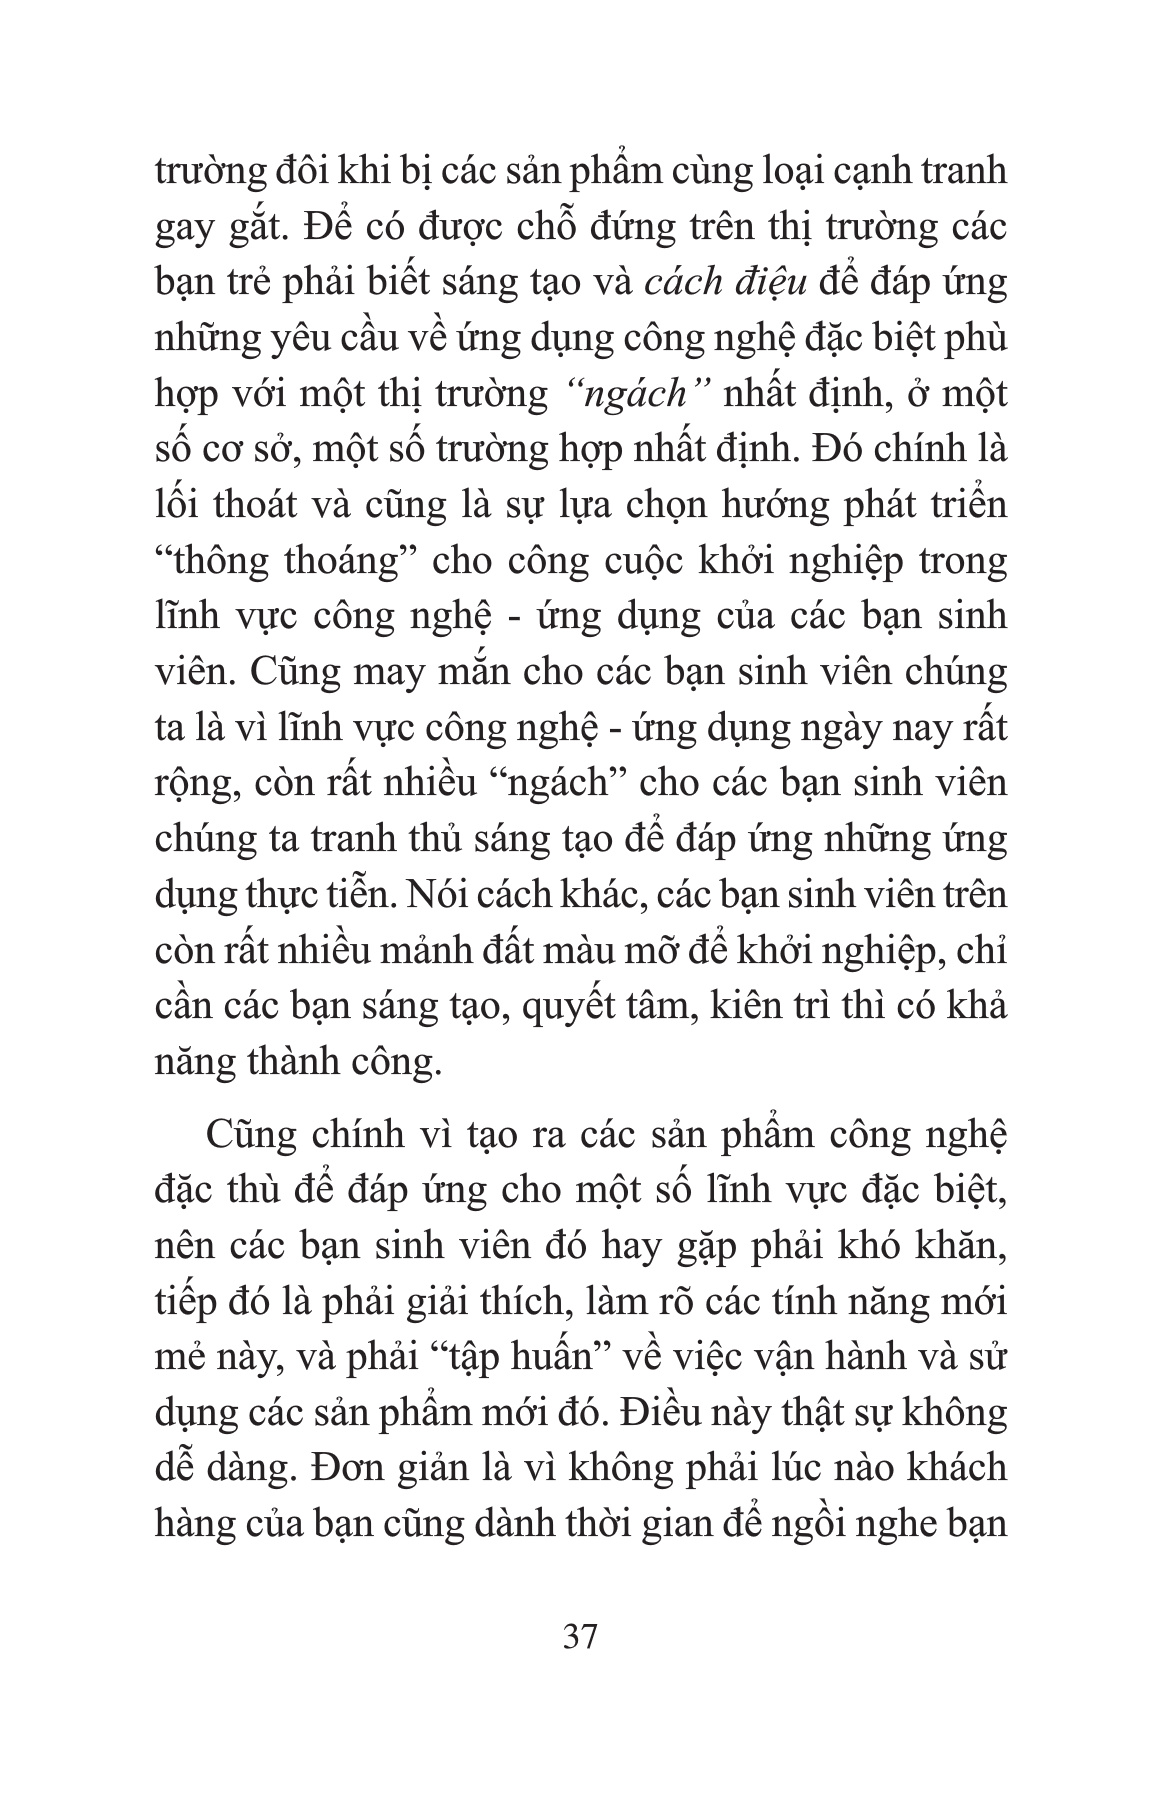 trường đôi khi bị các sản phẩm cùng loại cạnh tranh
gay gắt. Để có được chỗ đứng trên thị trường các
bạn trẻ phải biết sáng tạo và cách điệu để đáp ứng
những yêu cầu về ứng dụng công nghệ đặc biệt phù
hợp với một thị trường “ngách” nhất định, ở một
số cơ sở, một số trường hợp nhất định. Đó chính là
lối thoát và cũng là sự lựa chọn hướng phát triển
“thông thoáng” cho công cuộc khởi nghiệp trong
lĩnh vực công nghệ - ứng dụng của các bạn sinh
viên. Cũng may mắn cho các bạn sinh viên chúng
ta là vì lĩnh vực công nghệ - ứng dụng ngày nay rất
rộng, còn rất nhiều “ngách” cho các bạn sinh viên
chúng ta tranh thủ sáng tạo để đáp ứng những ứng
dụng thực tiễn. Nói cách khác, các bạn sinh viên trên
còn rất nhiều mảnh đất màu mỡ để khởi nghiệp, chỉ
cần các bạn sáng tạo, quyết tâm, kiên trì thì có khả
năng thành công.
Cũng chính vì tạo ra các sản phẩm công nghệ
đặc thù để đáp ứng cho một số lĩnh vực đặc biệt,
nên các bạn sinh viên đó hay gặp phải khó khăn,
tiếp đó là phải giải thích, làm rõ các tính năng mới
mẻ này, và phải “tập huấn” về việc vận hành và sử
dụng các sản phẩm mới đó. Điều này thật sự không
dễ dàng. Đơn giản là vì không phải lúc nào khách
hàng của bạn cũng dành thời gian để ngồi nghe bạn
37